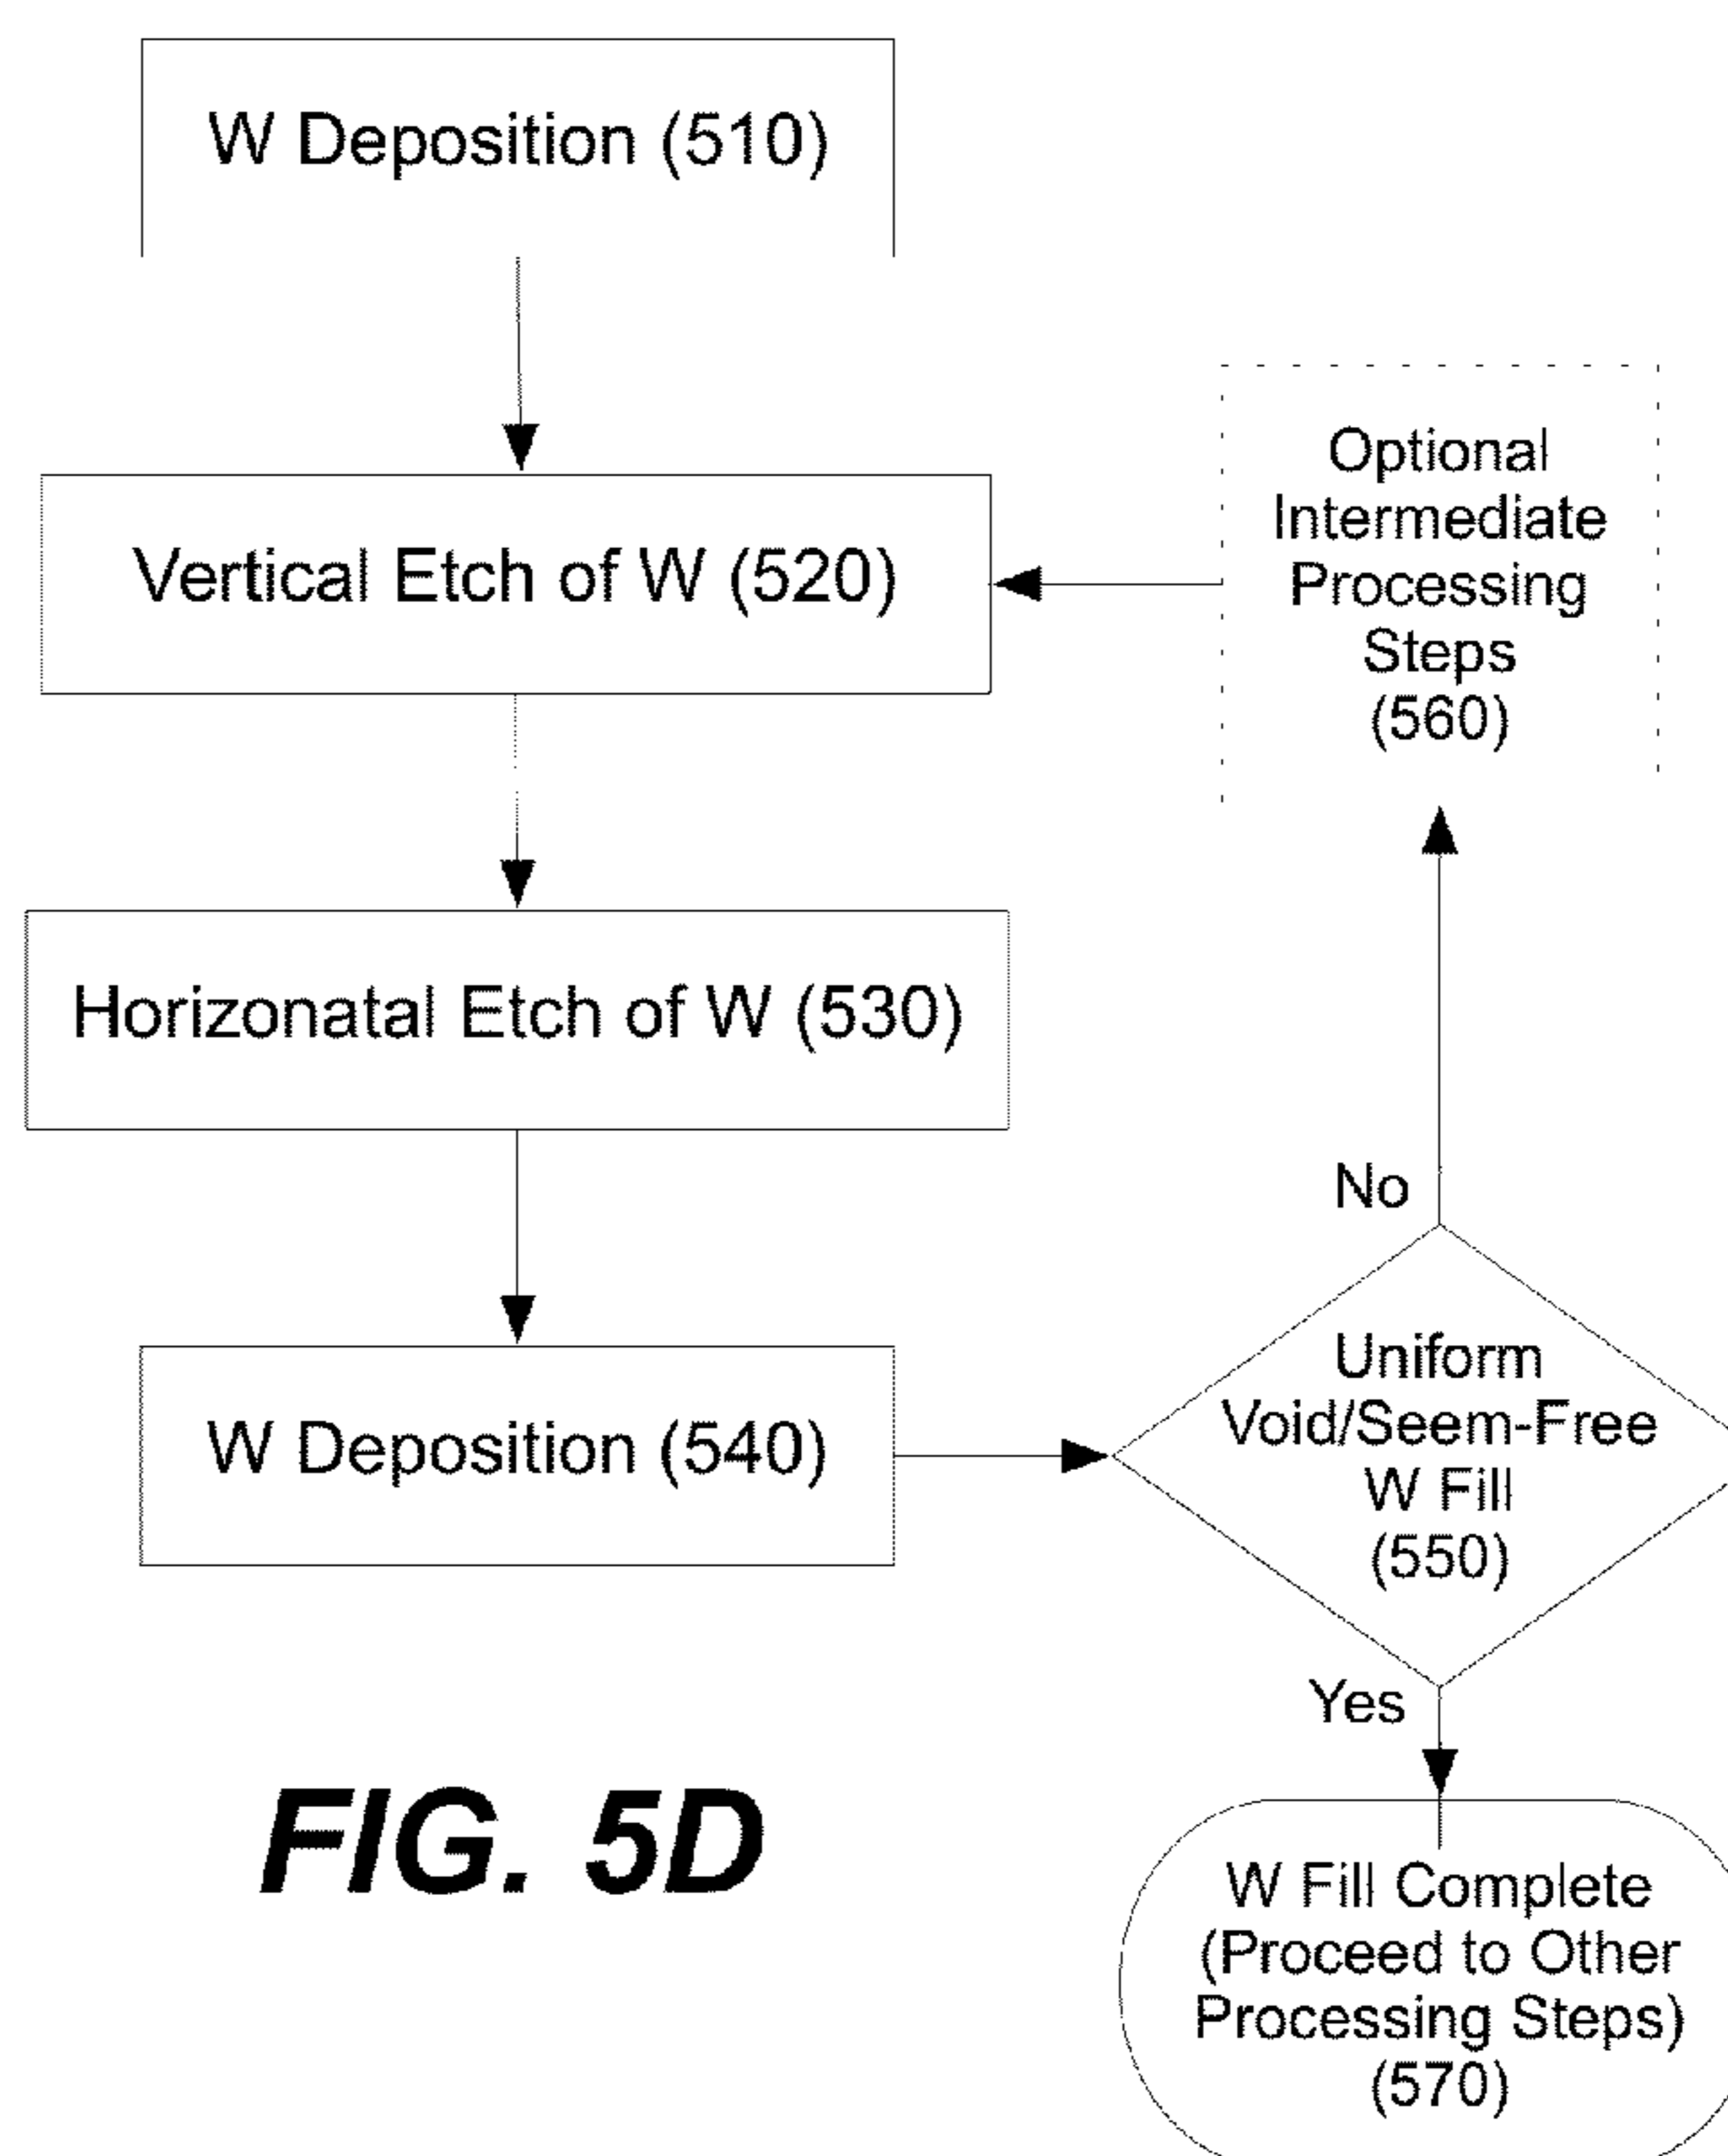 W Deposition (510)
Vertical Etch of W (520)
Horizonatal Etch of W (530)
W Deposition (540)
Uniform
Void/Seem-Free
W Fill
(550)
No
Optional
Intermediate
Processing
Steps
(560)
Yes
W Fill Complete
(Proceed to Other
Processing Steps)
(570)
FIG. 5D